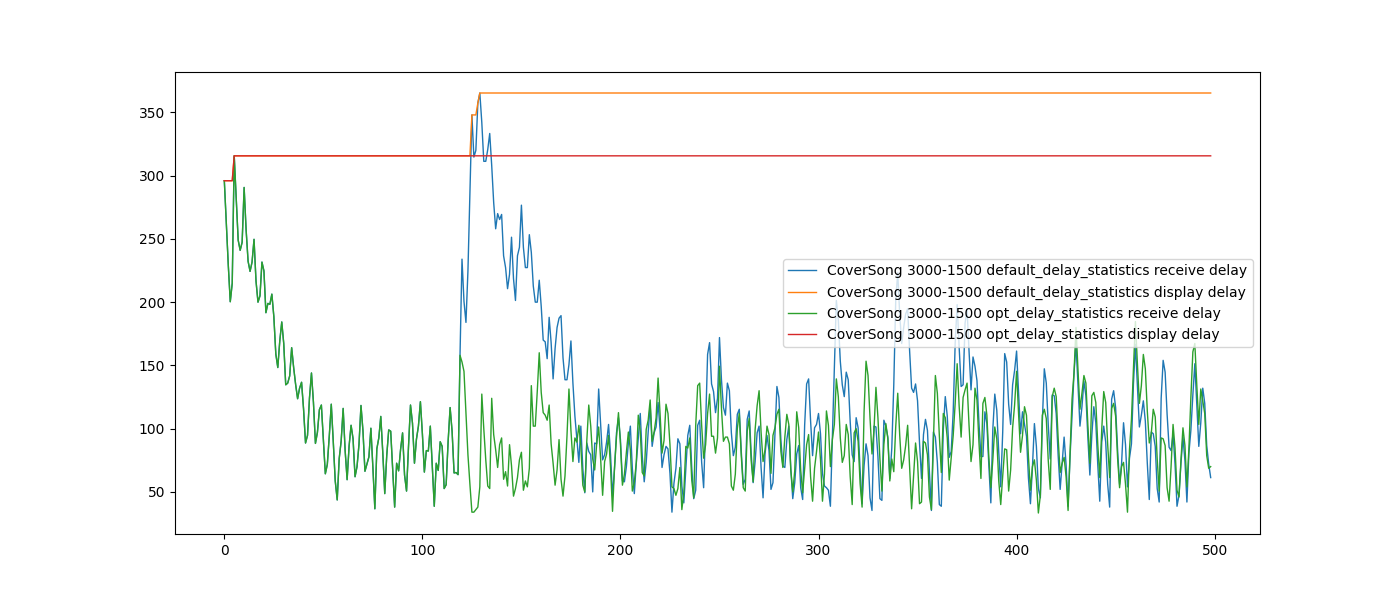 350
300
250
200
150
100
50
CoverSong 3000-1500 default_delay_statistics receive delay
CoverSong 3000-1500 default_delay_statistics display delay
CoverSong 3000-1500 opt_delay_statistics receive delay
CoverSong 3000-1500 opt_delay_statistics display delay
0 100 200 300 400 500